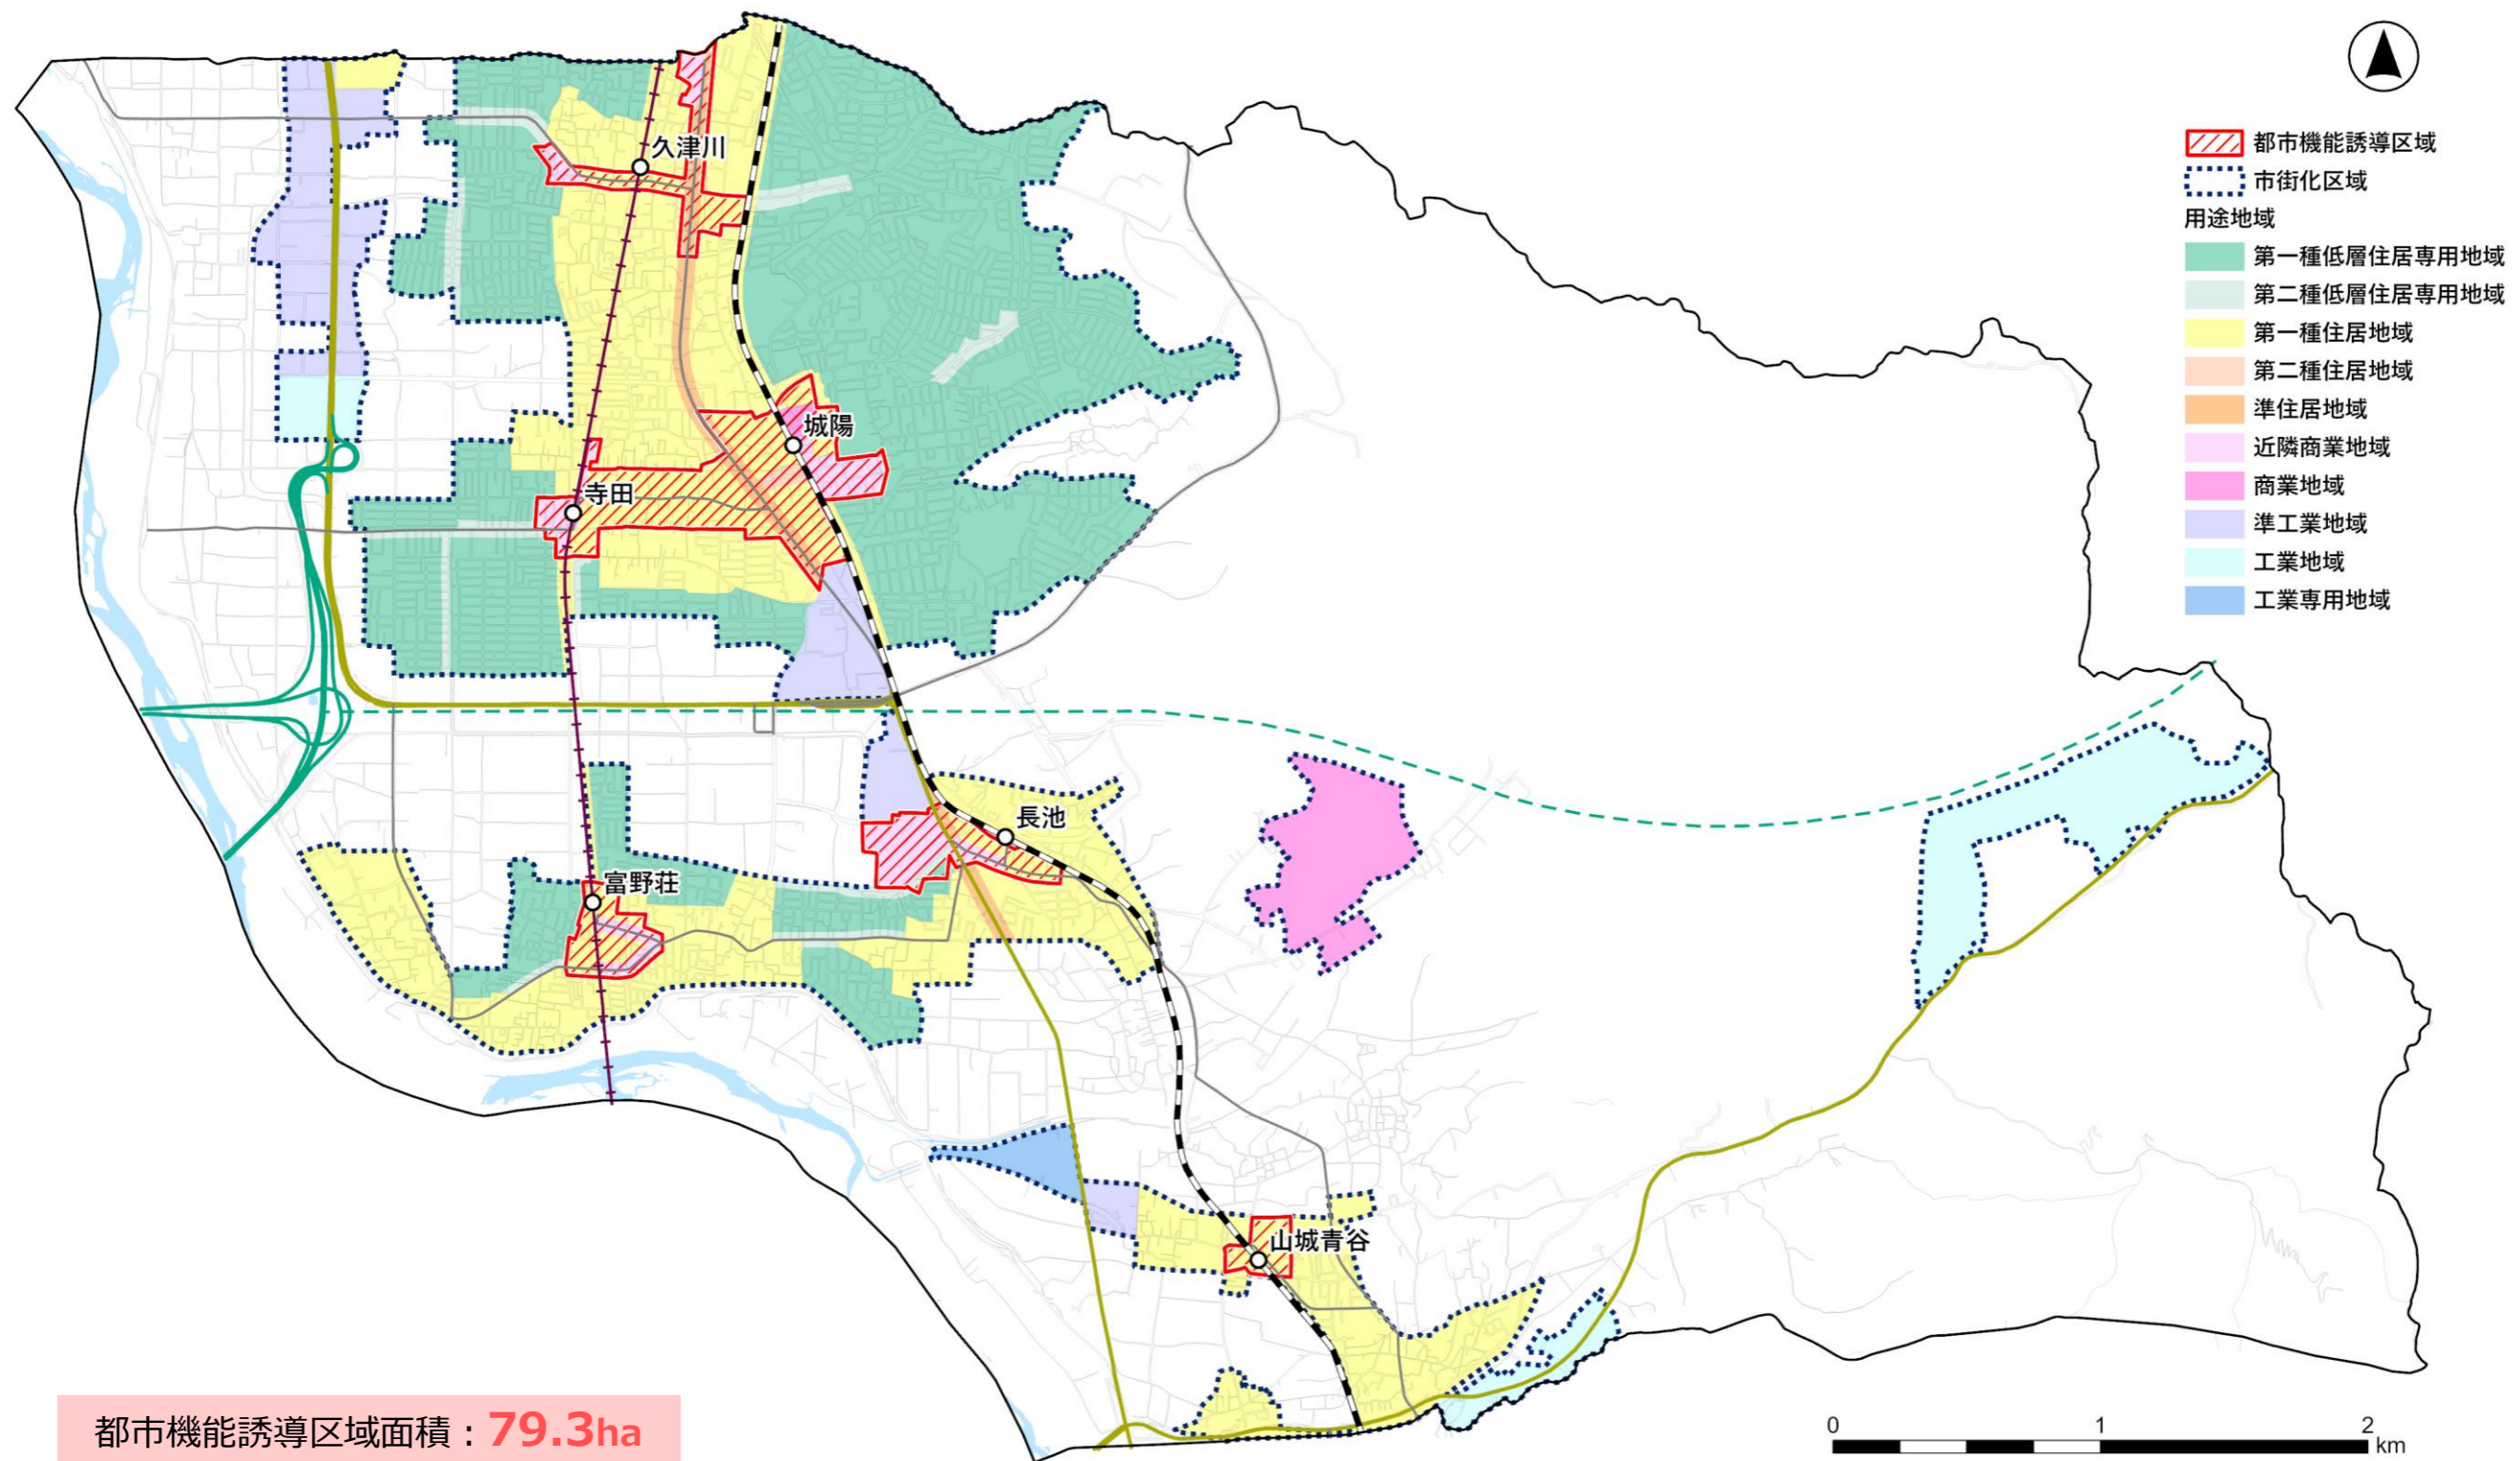 久津川
城陽
寺田
長池
富野荘
山城青谷
都市機能誘導区域
市街化区域
用途地域
第一種低層住居専用地域
第二種低層住居専用地域
第一種住居地域
第二種住居地域
準住居地域
近隣商業地域
商業地域
準工業地域
工業地域
工業専用地域
都市機能誘導区域面積：79.3ha
0 1 2
km